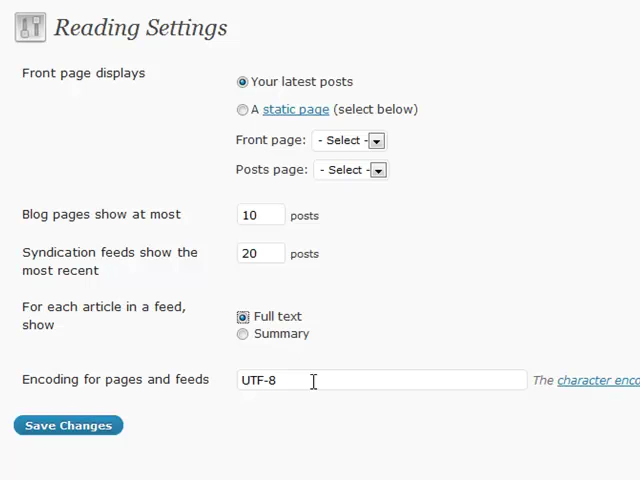 Reading Settings
Front page displays
Your latest posts
A static page (select below)
Front page: - Select -
Posts page: - Select -
Blog pages show at most 10 posts
Syndication feeds show the
most recent
20 posts
For each article in a feed,
show
Full text
Summary
Encoding for pages and feeds UTF-8 The character enco
Save Changes